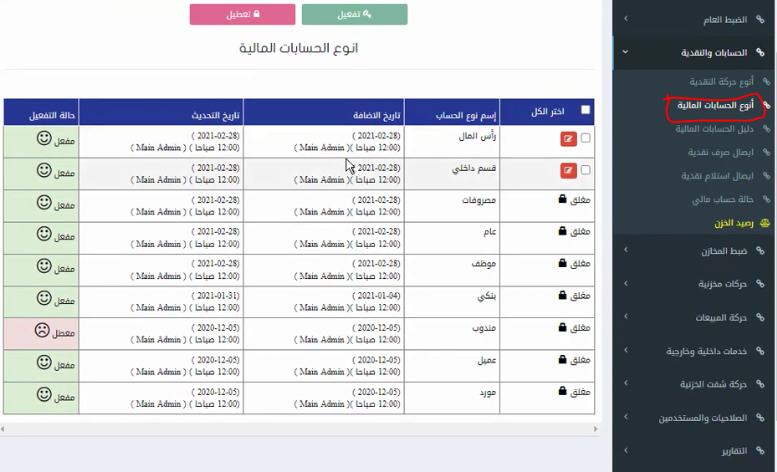 تفعيل
تعطيل
انوع الحسابات المالية
اختر الكل
إسم نوع الحساب
تاريخ الاضافة
تاريخ التحديث
حالة التفعيل
رأس المال
(2021-02-28)
(12:00 صباحا)( Main Admin )
(2021-02-28)
(12:00 صباحا) ( Main Admin )
مفعل
قسم داخلي
(2021-02-28)
(12:00 صباحا)( Main Admin )
(2021-02-28)
(12:00 صباحا) ( Main Admin )
مفعل
مغلق
مصروفات
(2021-02-28)
(12:00 صباحا)( Main Admin )
(2021-02-28)
(12:00 صباحا) ( Main Admin )
مفعل
مغلق
عام
(2021-02-28)
(12:00 صباحا)( Main Admin )
(2021-02-28)
(12:00 صباحا) ( Main Admin )
مفعل
مغلق
موظف
(2021-02-28)
(12:00 صباحا)( Main Admin )
(2021-02-28)
(12:00 صباحا) ( Main Admin )
مفعل
مغلق
بنكي
(2021-01-04)
(12:00 صباحا)( Main Admin )
(2021-01-31)
(12:00 صباحا) ( Main Admin )
مفعل
مغلق
مندوب
(2020-12-05)
(12:00 صباحا)( Main Admin )
(2020-12-05)
(12:00 صباحا) ( Main Admin )
معطل
مغلق
عميل
(2020-12-05)
(12:00 صباحا)( Main Admin )
(2020-12-05)
(12:00 صباحا) ( Main Admin )
مفعل
مغلق
مورد
(2020-12-05)
(12:00 صباحا)( Main Admin )
(2020-12-05)
(12:00 صباحا) ( Main Admin )
مفعل
الضبط العام
الحسابات والنقدية
أنوع حركة النقدية
أنوع الحسابات المالية
دليل الحسابات المالية
ايصال صرف نقدية
ايصال استلام نقدية
حالة حساب مالي
رصيد الخزن
ضبط المخازن
حركات مخزنية
حركة المبيعات
خدمات داخلية وخارجية
حركة شفت الخزنية
الصلاحيات والمستخدمين
التقارير